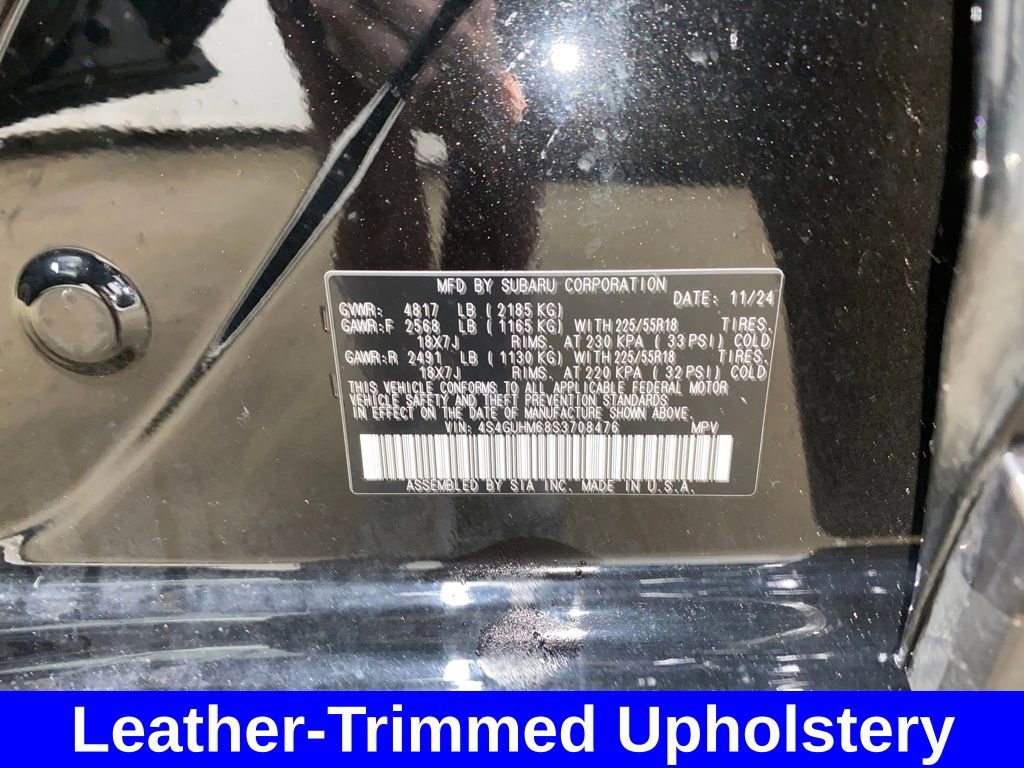 MFD BY SUBARU CORPORATION
DATE: 11/24
GVWR: 4817 LB ( 2185 KG)
GAWR:F 2568 LB ( 1165 KG) WITH 225/55R18 TIRES.
18X7J RIMS. AT 230 KPA ( 33 PSI) COLD
GAWR:R 2491 LB ( 1130 KG) WITH 225/55R18 TIRES.
18X7J RIMS. AT 220 KPA ( 32 PSI) COLD
THIS VEHICLE CONFORMS TO ALL APPLICABLE FEDERAL MOTOR
VEHICLE SAFETY AND THEFT PREVENTION STANDARDS
IN EFFECT ON THE DATE OF MANUFACTURE SHOWN ABOVE.
VIN: 4S4GUHM68S3708476 MPV
ASSEMBLED BY SIA INC. MADE IN U.S.A.
Leather-Trimmed Upholstery